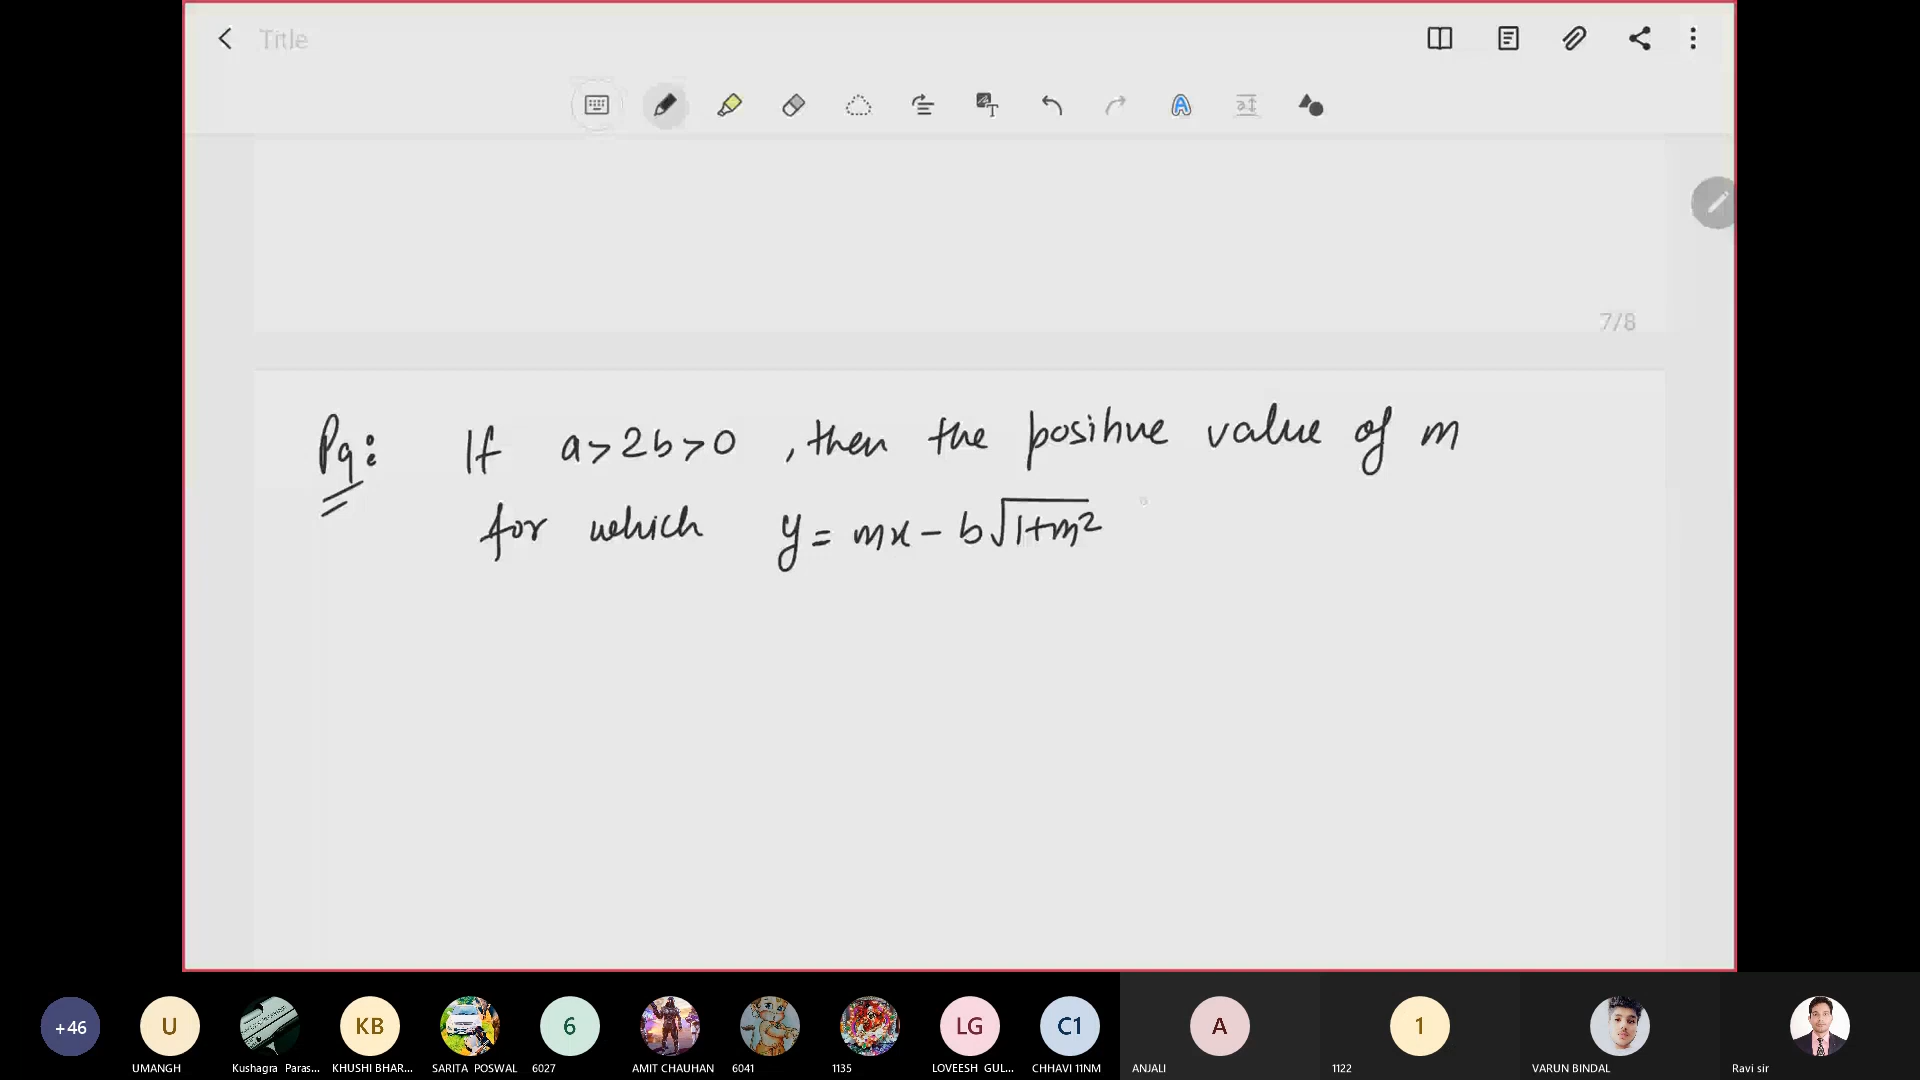 Title
7/8
Pq: If a>2b>0 , then the positive value of m
for which y = mx - b√1+m²
+46
U
KB
6
LG
C1
A
1
UMANGH
Kushagra Paras...
KHUSHI BHAR...
SARITA POSWAL
6027
AMIT CHAUHAN
6041
1135
LOVEESH GUL...
CHHAVI 11NM
ANJALI
1122
VARUN BINDAL
Ravi sir